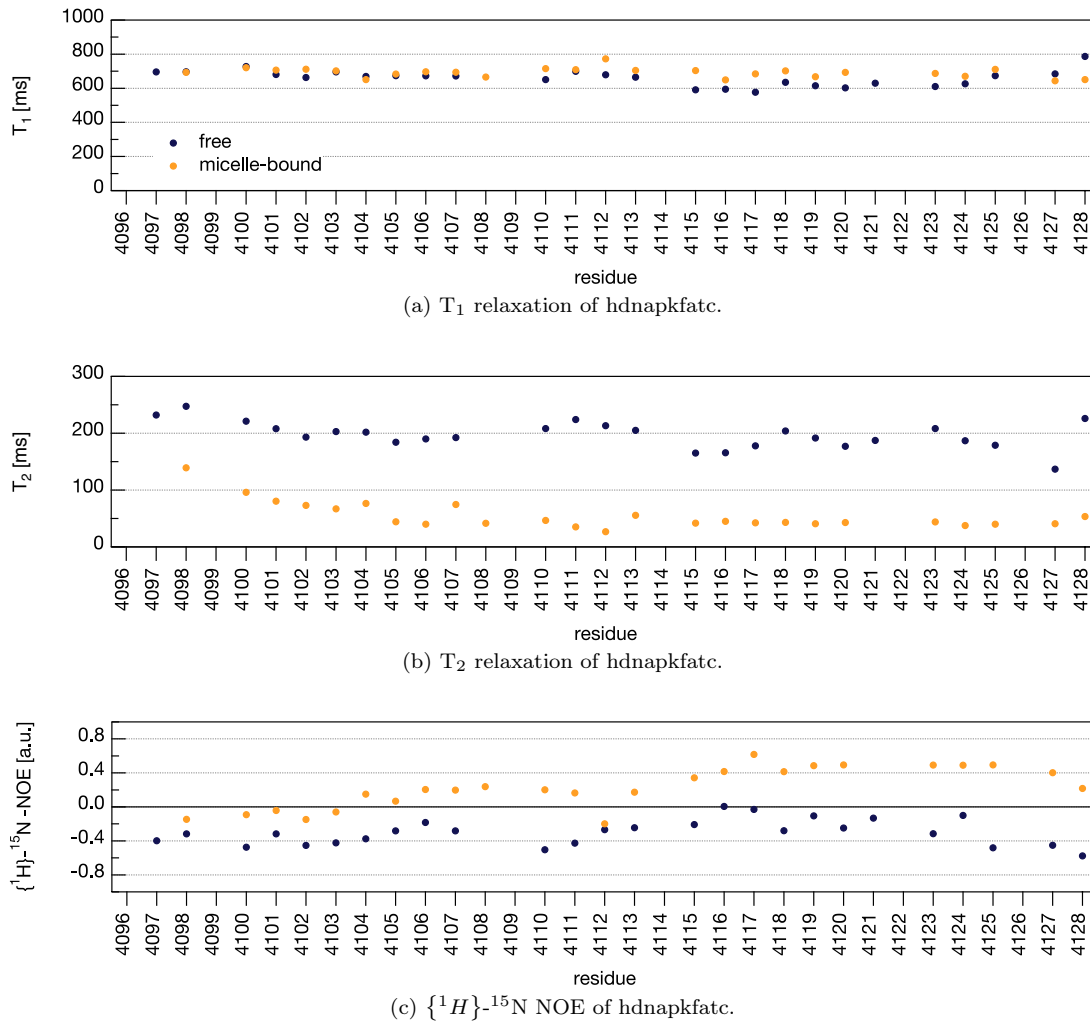 1000
800
600
400
200
0
T1 [ms]
free
micelle-bound
4096 4097 4098 4099 4100 4101 4102 4103 4104 4105 4106 4107 4108 4109 4110 4111 4112 4113 4115 4116 4117 4118 4119 4120 4121 4122 4123 4124 4125 4126 4127 4128
residue
(a) T1 relaxation of hdnapkfatc.
300
200
100
0
T2 [ms]
4096 4097 4098 4099 4100 4101 4102 4103 4104 4105 4106 4107 4108 4109 4110 4111 4112 4113 4115 4116 4117 4118 4119 4120 4121 4122 4123 4124 4125 4126 4127 4128
residue
(b) T2 relaxation of hdnapkfatc.
0.8
0.4
0.0
-0.4
-0.8
{¹H}-¹⁵N -NOE [a.u.]
4096 4097 4098 4099 4100 4101 4102 4103 4104 4105 4106 4107 4108 4109 4110 4111 4112 4113 4115 4116 4117 4118 4119 4120 4121 4122 4123 4124 4125 4126 4127 4128
residue
(c) {¹H}-¹⁵N NOE of hdnapkfatc.